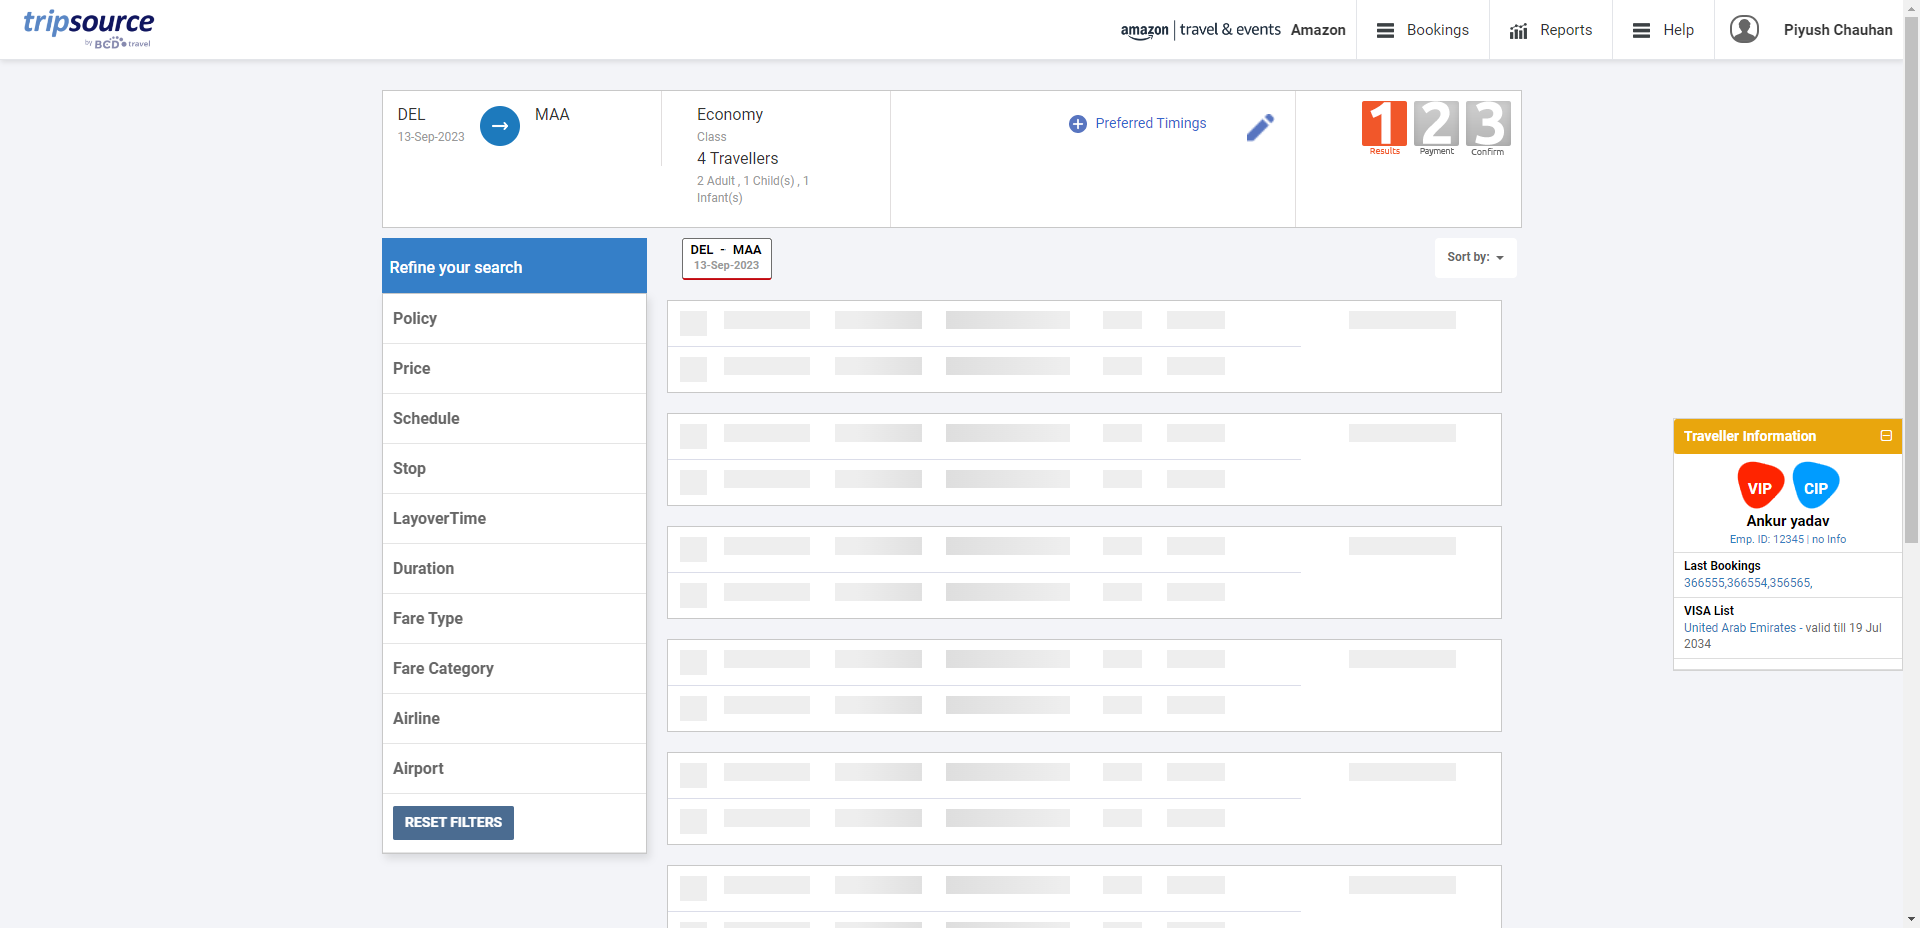 tripsource
by BCD travel
amazon | travel & events Amazon
Bookings
Reports
Help
Piyush Chauhan
DEL
13-Sep-2023
MAA
Economy
Class
4 Travellers
2 Adult , 1 Child(s) , 1
Infant(s)
Preferred Timings
1 2 3
Results Payment Confirm
Refine your search
Policy
Price
Schedule
Stop
LayoverTime
Duration
Fare Type
Fare Category
Airline
Airport
RESET FILTERS
DEL - MAA
13-Sep-2023
Sort by:
Traveller Information
VIP CIP
Ankur yadav
Emp. ID: 12345 | no Info
Last Bookings
366555,366554,356565,
VISA List
United Arab Emirates - valid till 19 Jul
2034